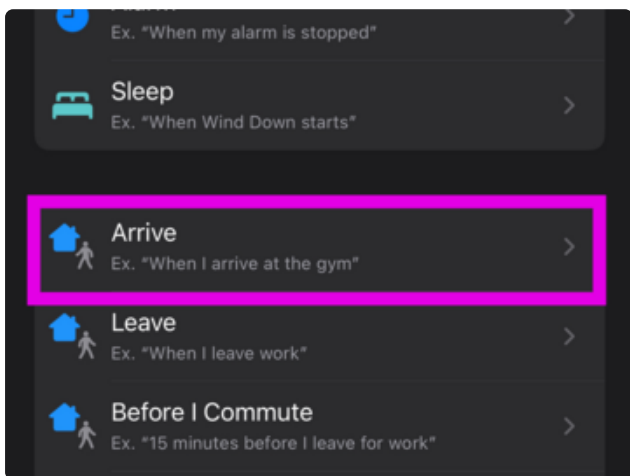 Alarm
Ex. "When my alarm is stopped"
Sleep
Ex. "When Wind Down starts"
Arrive
Ex. "When I arrive at the gym"
Leave
Ex. "When I leave work"
Before I Commute
Ex. "15 minutes before I leave for work"